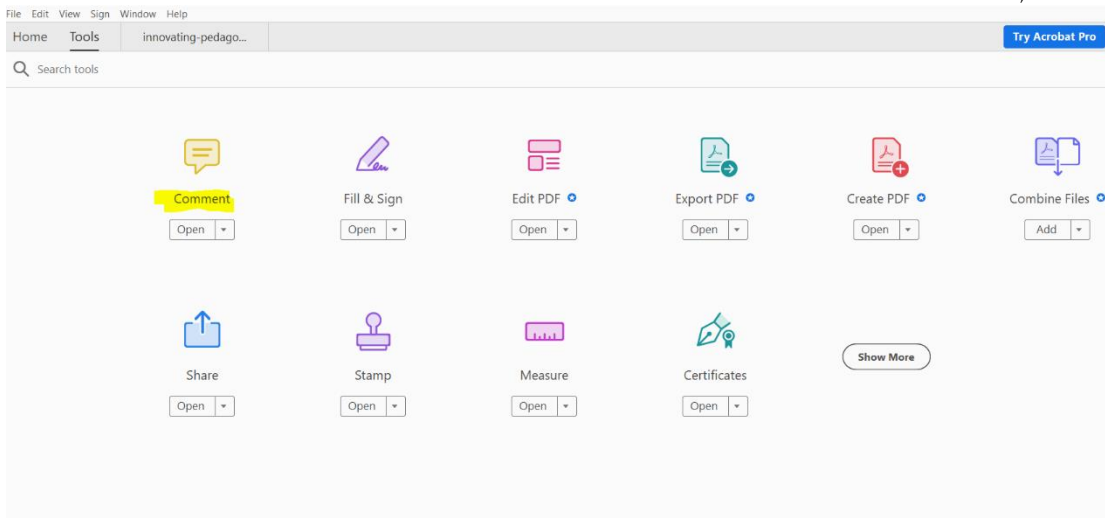 File Edit View Sign Window Help
Home Tools innovating-pedago... Try Acrobat Pro
Search tools
Comment Fill & Sign Edit PDF Export PDF Create PDF Combine Files
Open Open Open Open Open Add
Share Stamp Measure Certificates Show More
Open Open Open Open